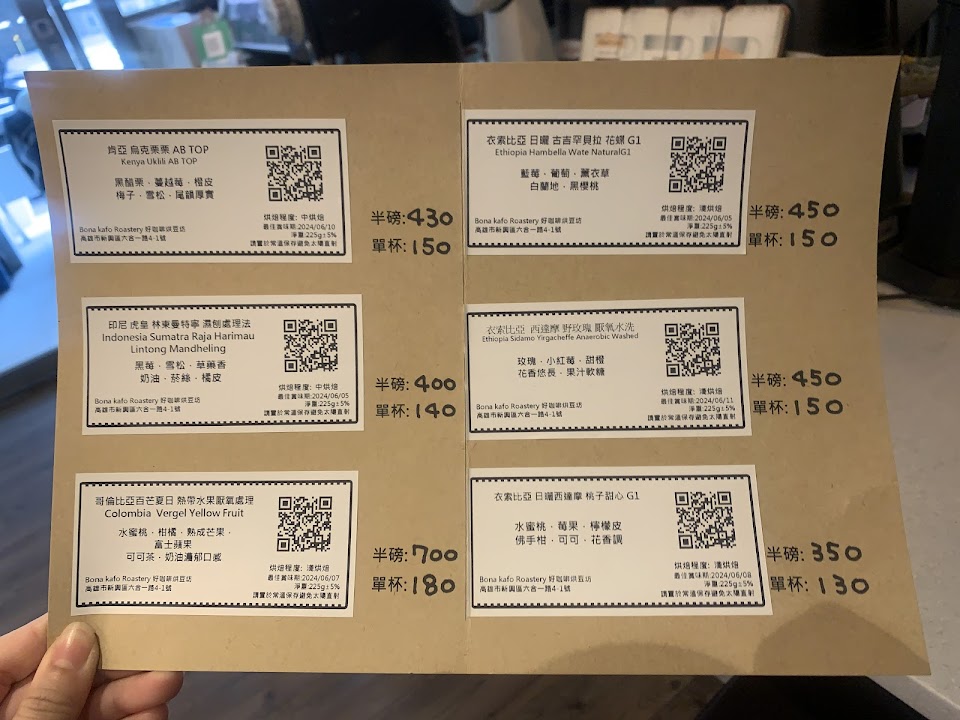 肯亞 烏克栗栗 AB TOP
Kenya Uklili AB TOP
黑醋栗．蔓越莓．橙皮
梅子．雪松．尾韻厚實
烘焙程度: 中烘焙
最佳賞味期:2024/06/10
淨重:225g±5%
Bona kafo Roastery 好咖啡烘豆坊
高雄市新興區六合一路4-1號
請置於常溫保存避免太陽直射
半磅:430
單杯:150
衣索比亞 日曬 古吉罕貝拉 花蝶 G1
Ethiopia Hambella Wate NaturalG1
藍莓．葡萄．薰衣草
白蘭地．黑櫻桃
烘焙程度: 淺烘焙
最佳賞味期:2024/06/05
淨重:225g±5%
Bona kafo Roastery 好咖啡烘豆坊
高雄市新興區六合一路4-1號
請置於常溫保存避免太陽直射
半磅:450
單杯:150
印尼 虎皇 林東曼特寧 濕刨處理法
Indonesia Sumatra Raja Harimau
Lintong Mandheling
黑莓．雪松．草藥香
奶油．菸絲．橘皮
烘焙程度: 中烘焙
最佳賞味期:2024/06/05
淨重:225g±5%
Bona kafo Roastery 好咖啡烘豆坊
高雄市新興區六合一路4-1號
請置於常溫保存避免太陽直射
半磅:400
單杯:140
衣索比亞 西達摩 野玫瑰 厭氧水洗
Ethiopia Sidamo Yirgacheffe Anaerobic Washed
玫瑰．小紅莓．甜橙
花香悠長．果汁軟糖
烘焙程度: 淺烘焙
最佳賞味期:2024/06/11
淨重:225g±5%
Bona kafo Roastery 好咖啡烘豆坊
高雄市新興區六合一路4-1號
請置於常溫保存避免太陽直射
半磅:450
單杯:150
哥倫比亞百芒夏日 熱帶水果厭氧處理
Colombia Vergel Yellow Fruit
水蜜桃．柑橘．熟成芒果．
富士蘋果
可可茶．奶油濃郁口感
烘焙程度: 淺烘焙
最佳賞味期:2024/06/07
淨重:225g±5%
Bona kafo Roastery 好咖啡烘豆坊
高雄市新興區六合一路4-1號
請置於常溫保存避免太陽直射
半磅:700
單杯:180
衣索比亞 日曬西達摩 桃子甜心 G1
水蜜桃．莓果．檸檬皮
佛手柑．可可．花香調
烘焙程度: 淺烘焙
最佳賞味期:2024/06/08
淨重:225g±5%
Bona kafo Roastery 好咖啡烘豆坊
高雄市新興區六合一路4-1號
請置於常溫保存避免太陽直射
半磅:350
單杯:130